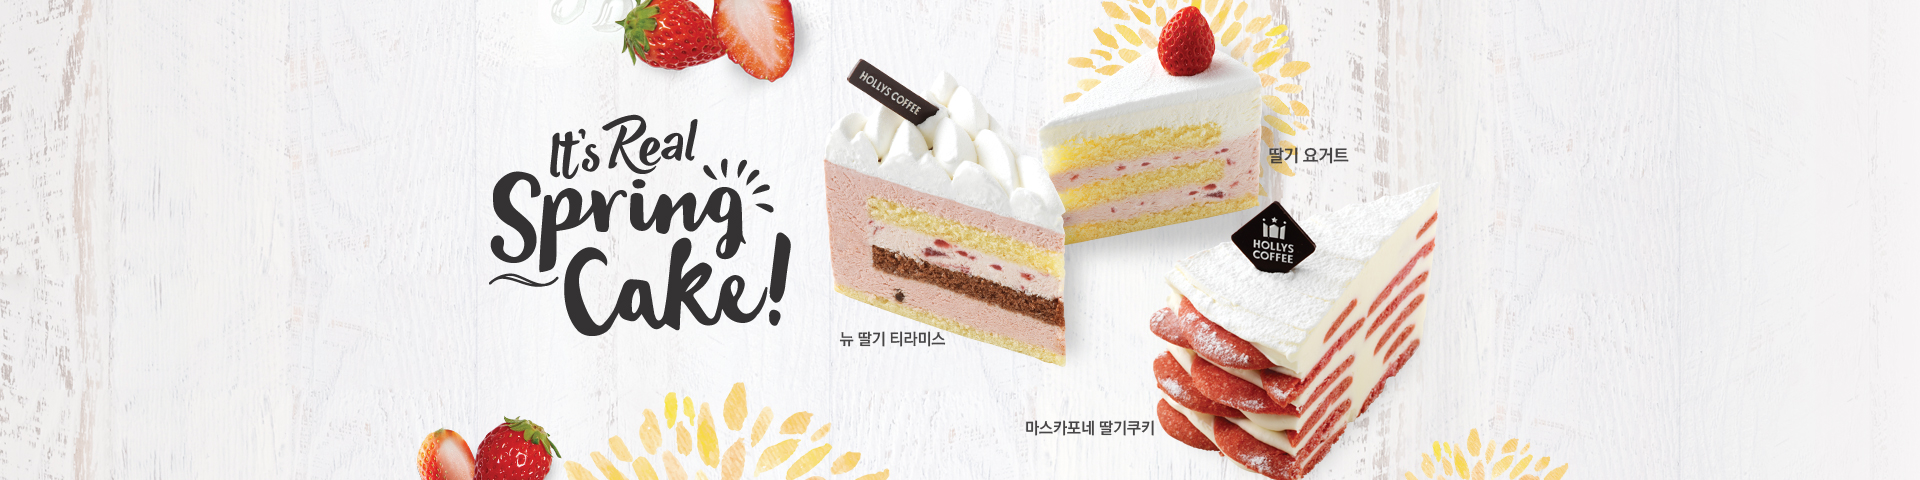 It's Real
Spring
Cake!
HOLLYS COFFEE
뉴 딸기 티라미스
딸기 요거트
HOLLYS
COFFEE
마스카포네 딸기쿠키